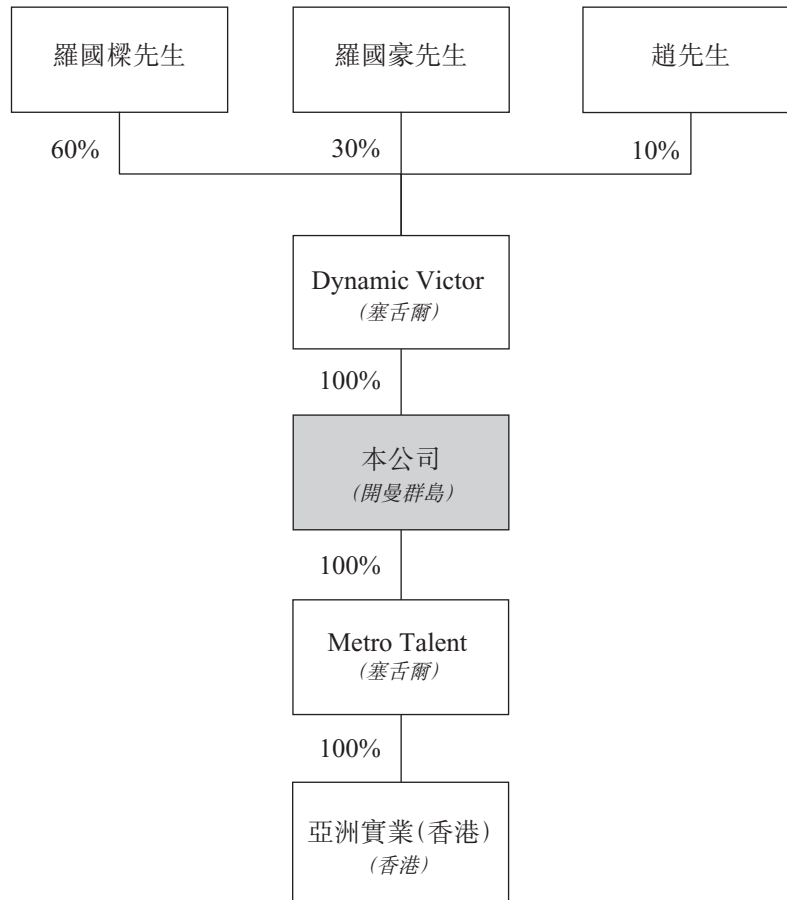 羅國樑先生
羅國豪先生
趙先生
60%
30%
10%
Dynamic Victor
(塞舌爾)
100%
本公司
(開曼群島)
100%
Metro Talent
(塞舌爾)
100%
亞洲實業(香港)
(香港)